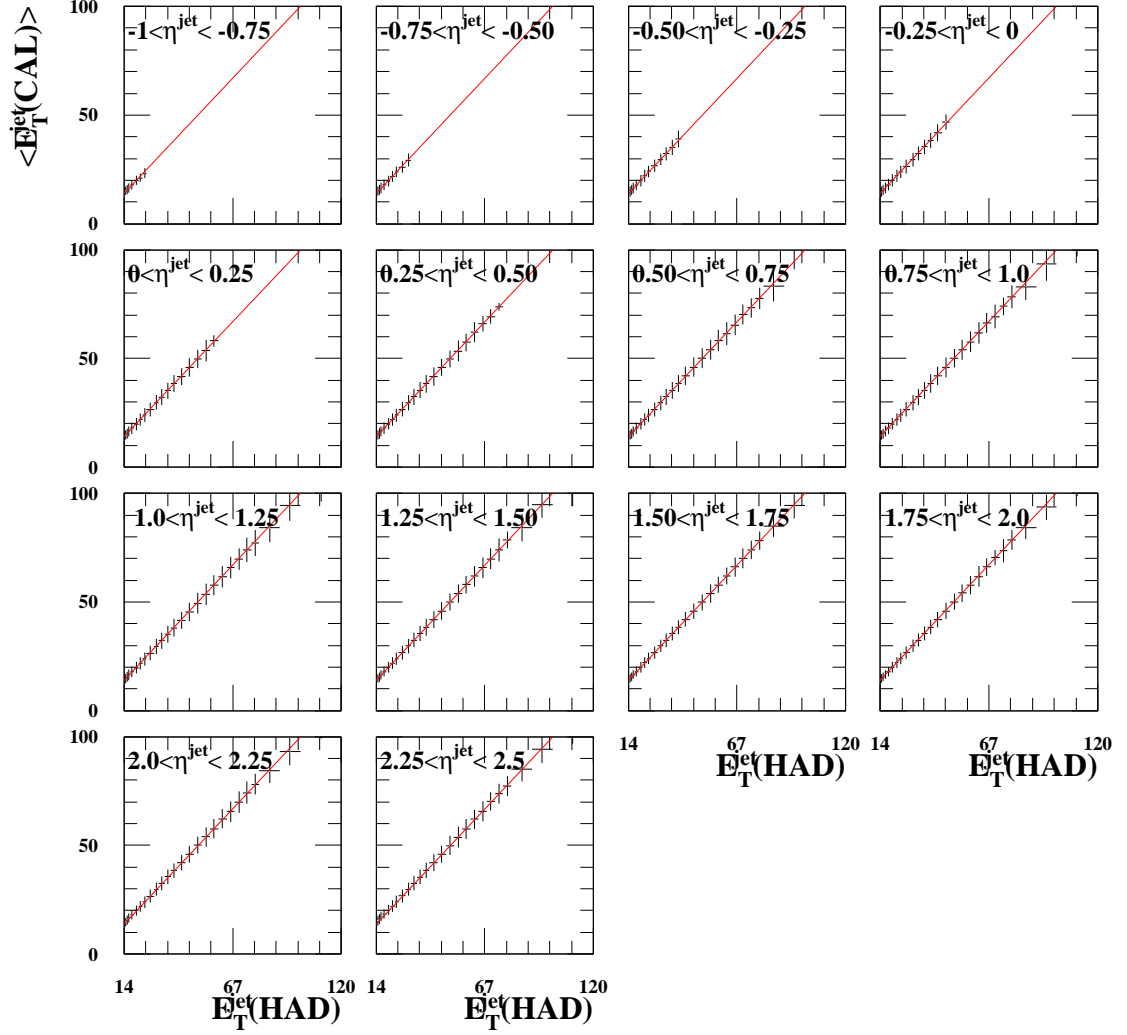 <E_T^jet(CAL)>
100
50
0
-1<η^jet< -0.75
-0.75<η^jet< -0.50
-0.50<η^jet< -0.25
-0.25<η^jet< 0
100
50
0
0<η^jet< 0.25
0.25<η^jet< 0.50
0.50<η^jet< 0.75
0.75<η^jet< 1.0
100
50
0
1.0<η^jet< 1.25
1.25<η^jet< 1.50
1.50<η^jet< 1.75
1.75<η^jet< 2.0
14 67 120
E_T^jet(HAD)
14 67 120
E_T^jet(HAD)
100
50
0
2.0<η^jet< 2.25
2.25<η^jet< 2.5
14 67 120
E_T^jet(HAD)
14 67 120
E_T^jet(HAD)